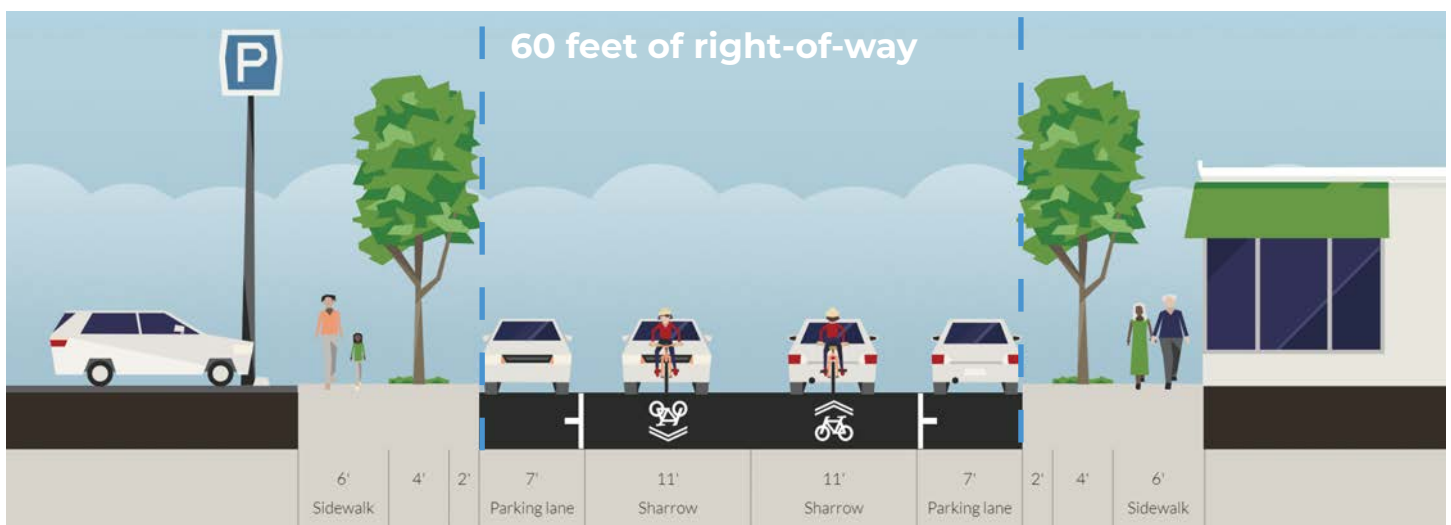 P
60 feet of right-of-way
6' 4' 2' 7' 11' 11' 7' 2' 4' 6'
Sidewalk Parking lane Sharrow Sharrow Parking lane Sidewalk